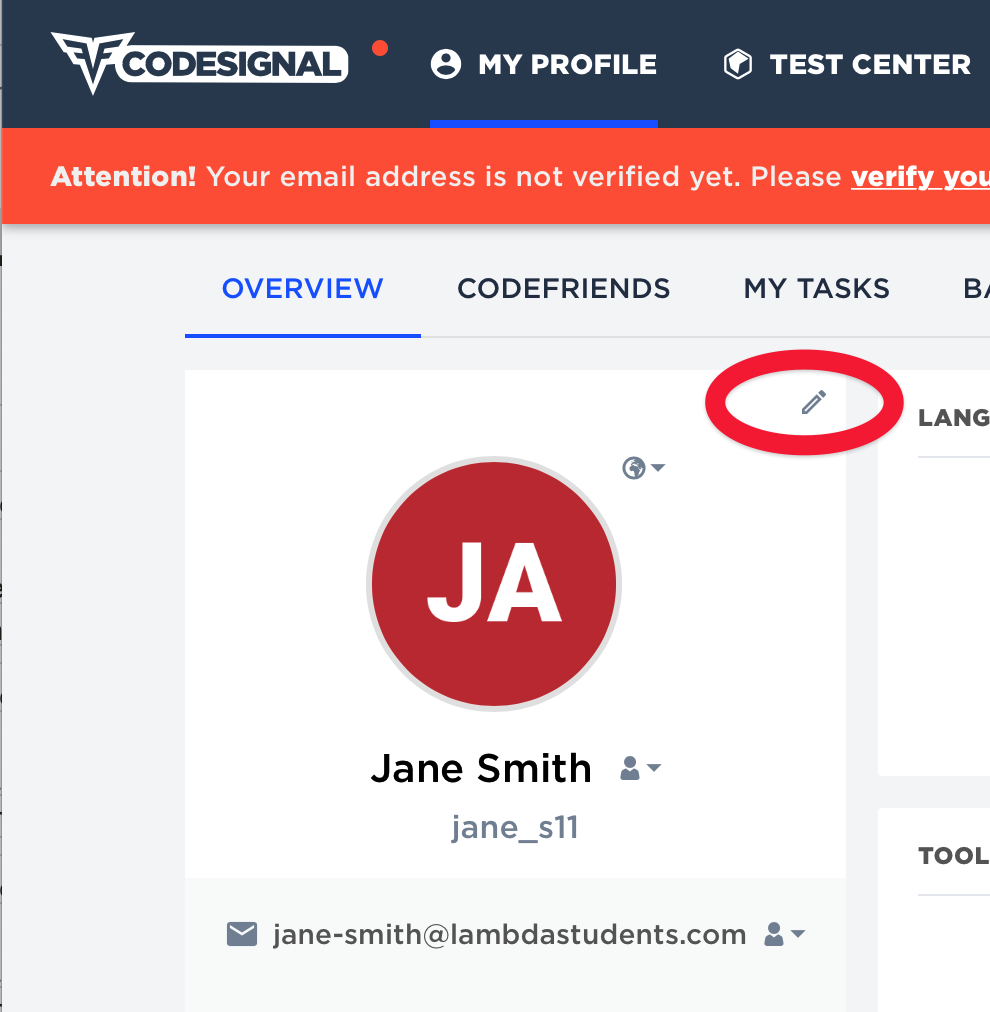 CODESIGNAL
MY PROFILE
TEST CENTER
Attention! Your email address is not verified yet. Please verify you
OVERVIEW
CODEFRIENDS
MY TASKS
BA
LANG
JA
Jane Smith
jane_s11
TOOL
jane-smith@lambdastudents.com